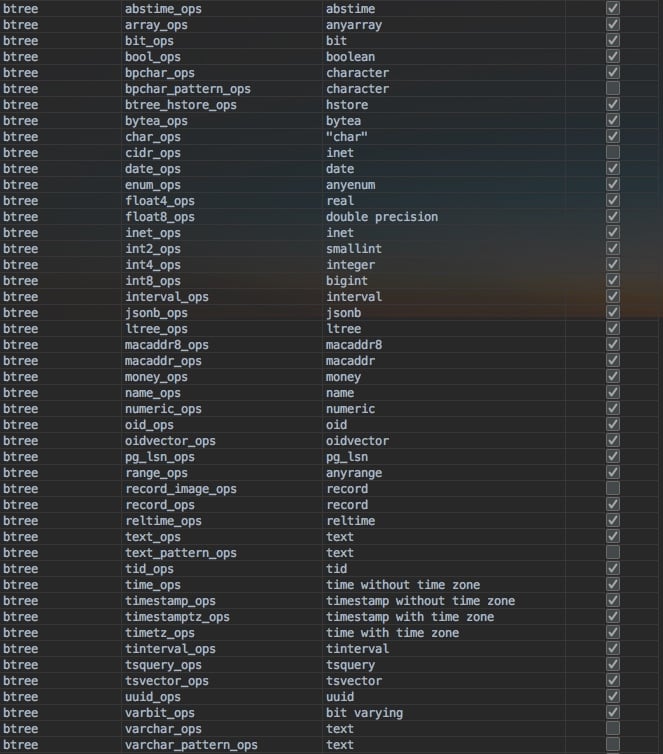 btree abstime_ops abstime
btree array_ops anyarray
btree bit_ops bit
btree bool_ops boolean
btree bpchar_ops character
btree bpchar_pattern_ops character
btree btree_hstore_ops hstore
btree bytea_ops bytea
btree char_ops "char"
btree cidr_ops inet
btree date_ops date
btree enum_ops anyenum
btree float4_ops real
btree float8_ops double precision
btree inet_ops inet
btree int2_ops smallint
btree int4_ops integer
btree int8_ops bigint
btree interval_ops interval
btree jsonb_ops jsonb
btree ltree_ops ltree
btree macaddr8_ops macaddr8
btree macaddr_ops macaddr
btree money_ops money
btree name_ops name
btree numeric_ops numeric
btree oid_ops oid
btree oidvector_ops oidvector
btree pg_lsn_ops pg_lsn
btree range_ops anyrange
btree record_image_ops record
btree record_ops record
btree reltime_ops reltime
btree text_ops text
btree text_pattern_ops text
btree tid_ops tid
btree time_ops time without time zone
btree timestamp_ops timestamp without time zone
btree timestamptz_ops timestamp with time zone
btree timetz_ops time with time zone
btree tinterval_ops tinterval
btree tsquery_ops tsquery
btree tsvector_ops tsvector
btree uuid_ops uuid
btree varbit_ops bit varying
btree varchar_ops text
btree varchar_pattern_ops text